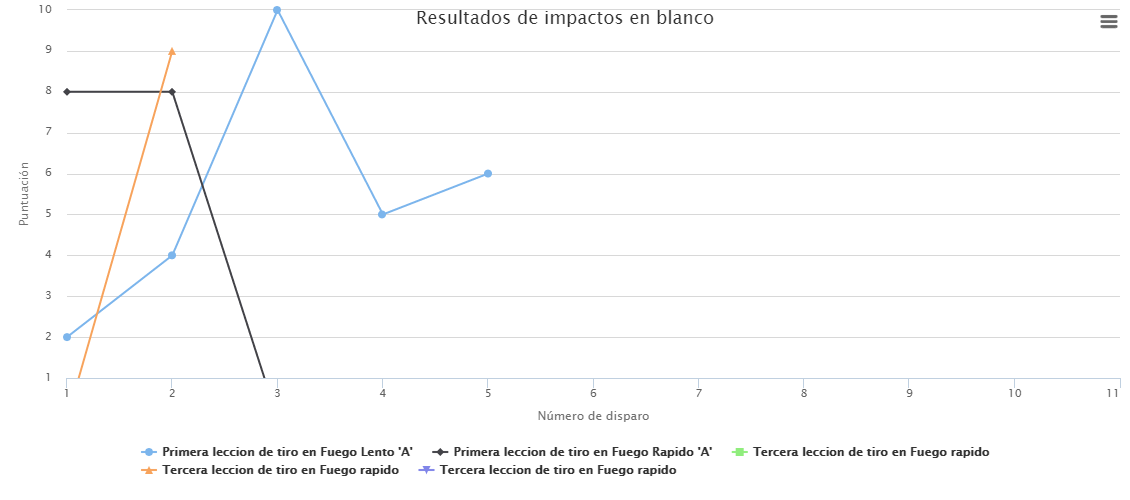 Resultados de impactos en blanco
10
9
8
7
6
5
4
3
2
1
Puntuación
1 2 3 4 5 6 7 8 9 10 11
Número de disparo
Primera leccion de tiro en Fuego Lento 'A' Primera leccion de tiro en Fuego Rapido 'A' Tercera leccion de tiro en Fuego rapido
Tercera leccion de tiro en Fuego rapido Tercera leccion de tiro en Fuego rapido